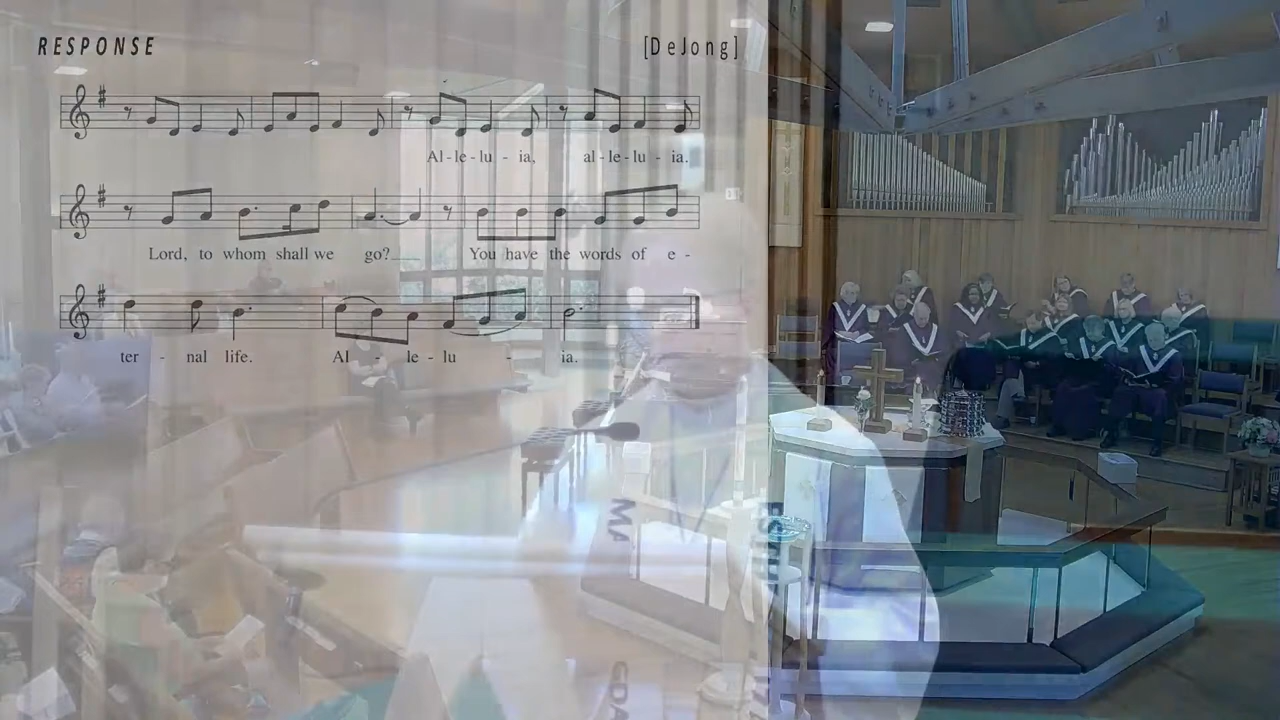 RESPONSE [DeJong]
Al - le - lu - ia, al - le - lu - ia.
Lord, to whom shall we go? You have the words of e -
ter - nal life. Al - le - lu - ia.